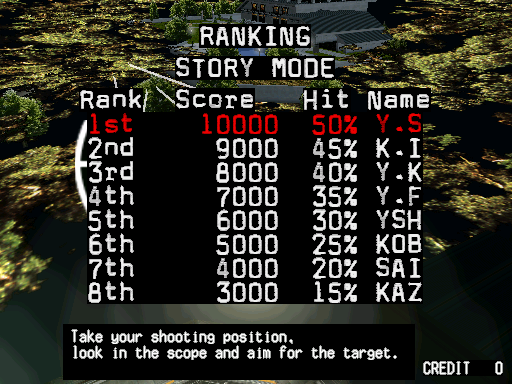 RANKING
STORY MODE
Rank Score Hit Name
1st 10000 50% Y.S
2nd 9000 45% K.I
3rd 8000 40% Y.K
4th 7000 35% Y.F
5th 6000 30% YSH
6th 5000 25% KOB
7th 4000 20% SAI
8th 3000 15% KAZ
Take your shooting position,
look in the scope and aim for the target.
CREDIT 0